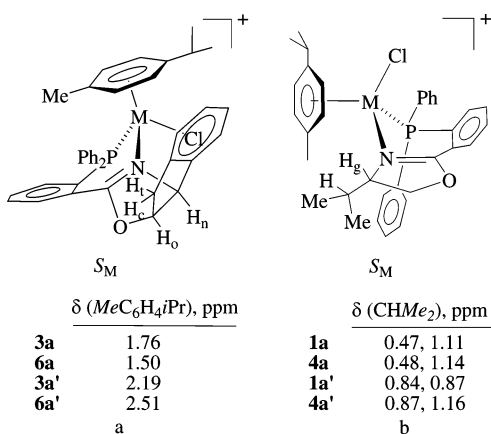 +
Me
M
Cl
Ph2P
N
Ht
Hc
Hn
O
Ho
SM
δ (MeC6H4iPr), ppm
3a 1.76
6a 1.50
3a' 2.19
6a' 2.51
a
+
Cl
M
Ph
P
N
Hg
H
O
Me
Me
SM
δ (CHMe2), ppm
1a 0.47, 1.11
4a 0.48, 1.14
1a' 0.84, 0.87
4a' 0.87, 1.16
b